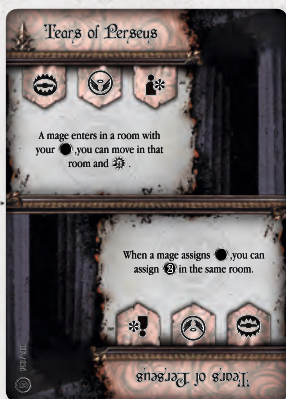 Tears of Perseus
A mage enters in a room with
your ,you can move in that
room and .
When a mage assigns ,you can
assign 2 in the same room.
Tears of Perseus